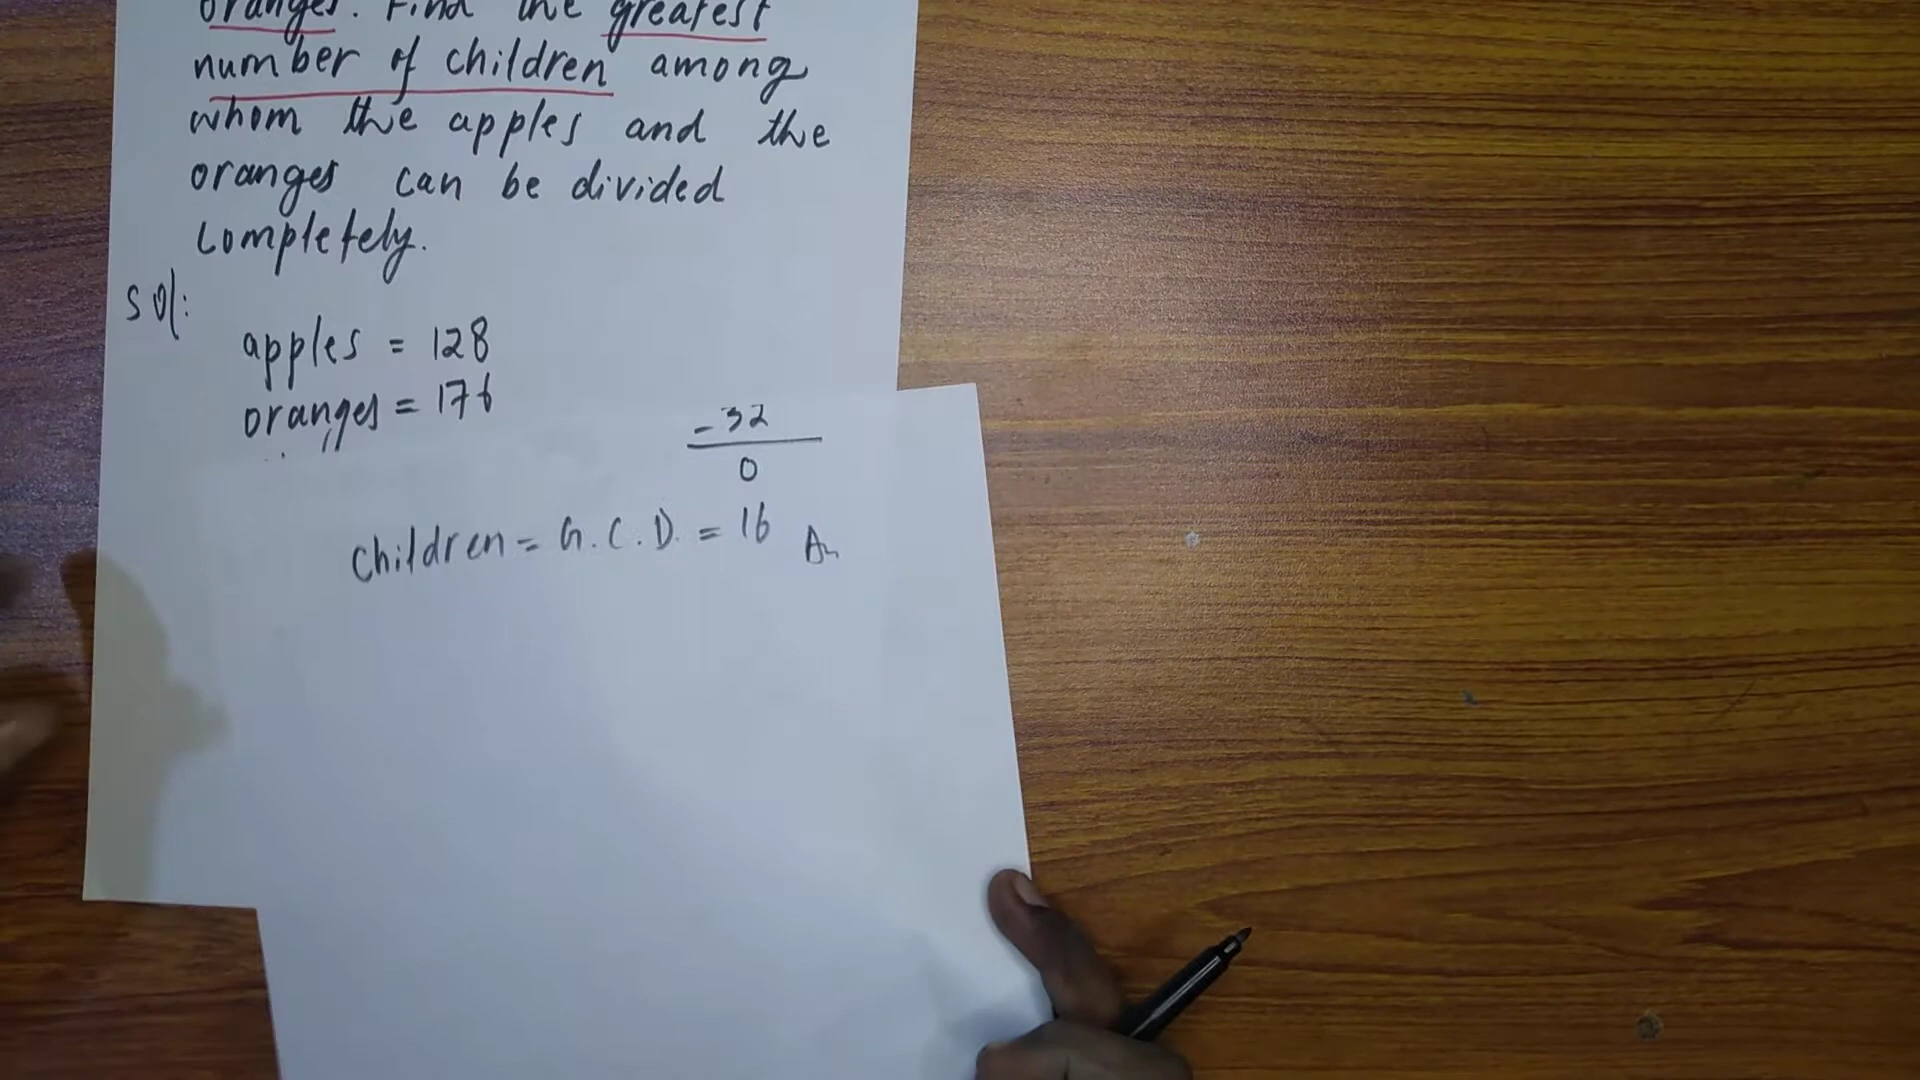 oranges. Find the greatest
number of children among
whom the apples and the
oranges can be divided
completely.
Sol:
apples = 128
oranges = 176
- 32
0
Children = G.C.D. = 16 An